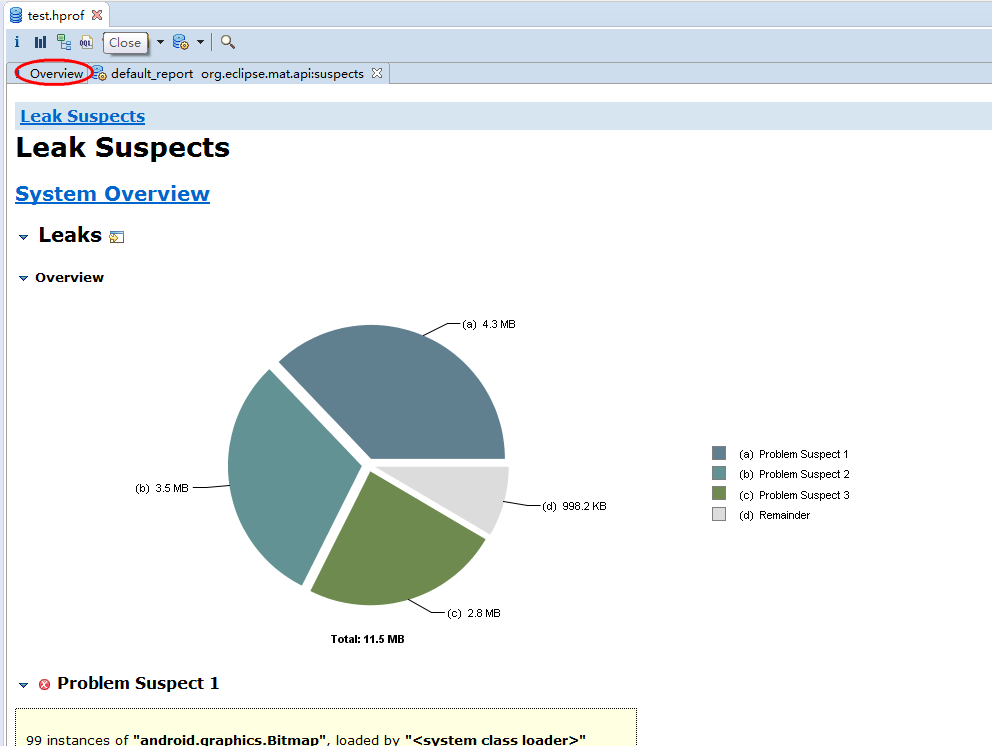 test.hprof
i OQL Close
Overview default_report org.eclipse.mat.api:suspects
Leak Suspects
Leak Suspects
System Overview
Leaks
Overview
(a) 4.3 MB
(b) 3.5 MB
(d) 998.2 KB
(c) 2.8 MB
Total: 11.5 MB
(a) Problem Suspect 1
(b) Problem Suspect 2
(c) Problem Suspect 3
(d) Remainder
Problem Suspect 1
99 instances of "android.graphics.Bitmap", loaded by "<system class loader>"